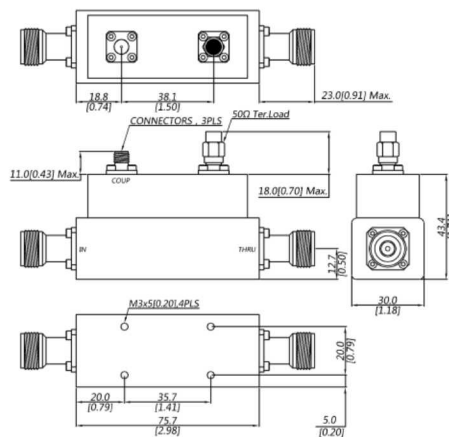 18.8
[0.74]
38.1
[1.50]
23.0[0.91] Max.
CONNECTORS , 3PLS
50Ω Ter.Load
11.0[0.43] Max.
COUP
18.0[0.70] Max.
IN
THRU
12.7
[0.50]
43.4
30.0
[1.18]
M3x5[0.20],4PLS
20.0
[0.79]
20.0
[0.79]
35.7
[1.41]
75.7
[2.98]
5.0
[0.20]